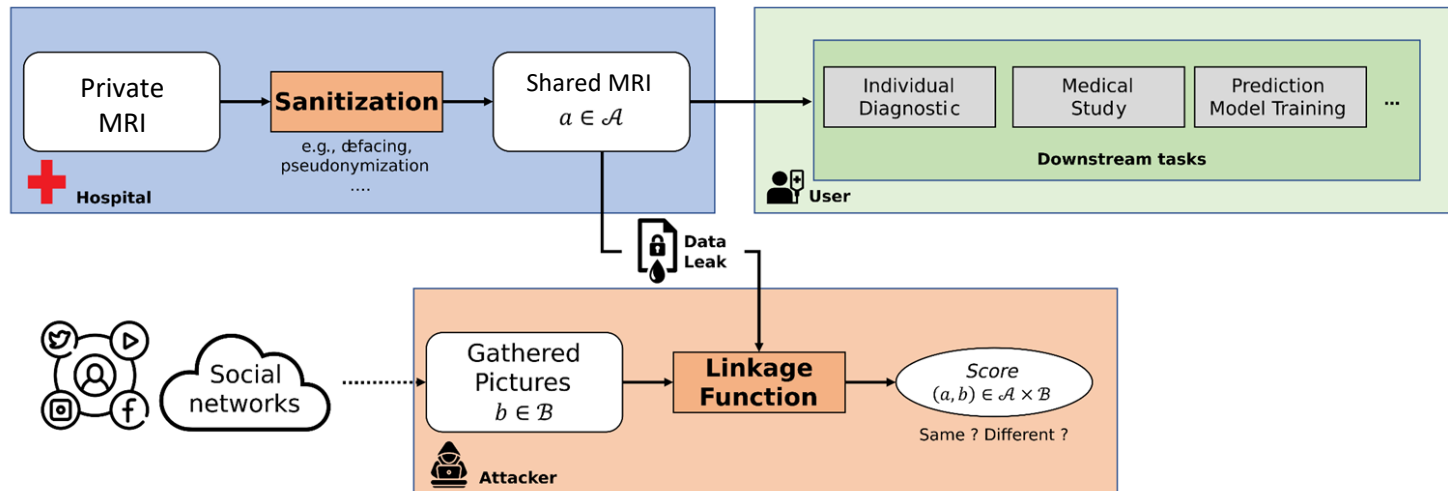 Private
MRI
Sanitization
e.g., defacing,
pseudonymization
....
Shared MRI
a ∈ 𝒜
Hospital
Individual
Diagnostic
Medical
Study
Prediction
Model Training
...
Downstream tasks
User
Data
Leak
Social
networks
Gathered
Pictures
b ∈ ℬ
Linkage
Function
Score
(a, b) ∈ 𝒜 × ℬ
Same ? Different ?
Attacker